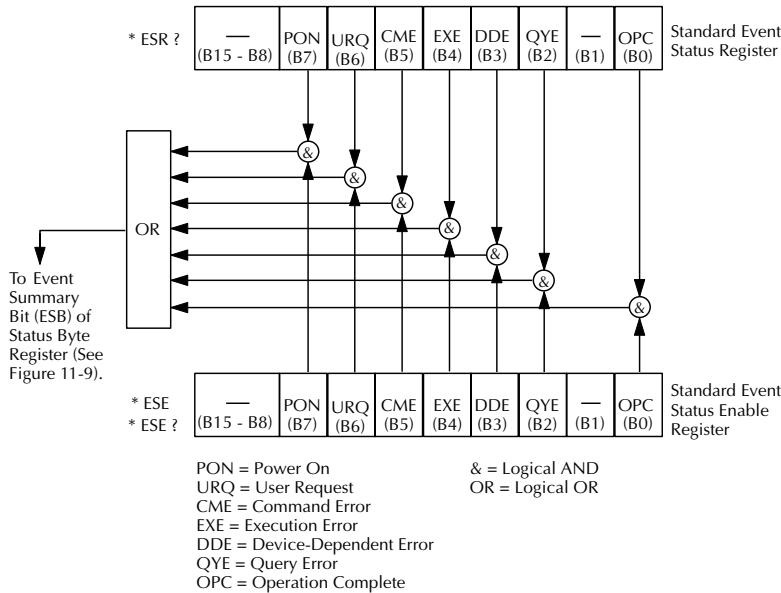 * ESR ?
— PON URQ CME EXE DDE QYE — OPC
(B15 - B8) (B7) (B6) (B5) (B4) (B3) (B2) (B1) (B0)
Standard Event
Status Register
&
&
&
OR
&
&
&
&
To Event
Summary
Bit (ESB) of
Status Byte
Register (See
Figure 11-9).
* ESE
* ESE ?
— PON URQ CME EXE DDE QYE — OPC
(B15 - B8) (B7) (B6) (B5) (B4) (B3) (B2) (B1) (B0)
Standard Event
Status Enable
Register
PON = Power On
URQ = User Request
CME = Command Error
EXE = Execution Error
DDE = Device-Dependent Error
QYE = Query Error
OPC = Operation Complete
& = Logical AND
OR = Logical OR